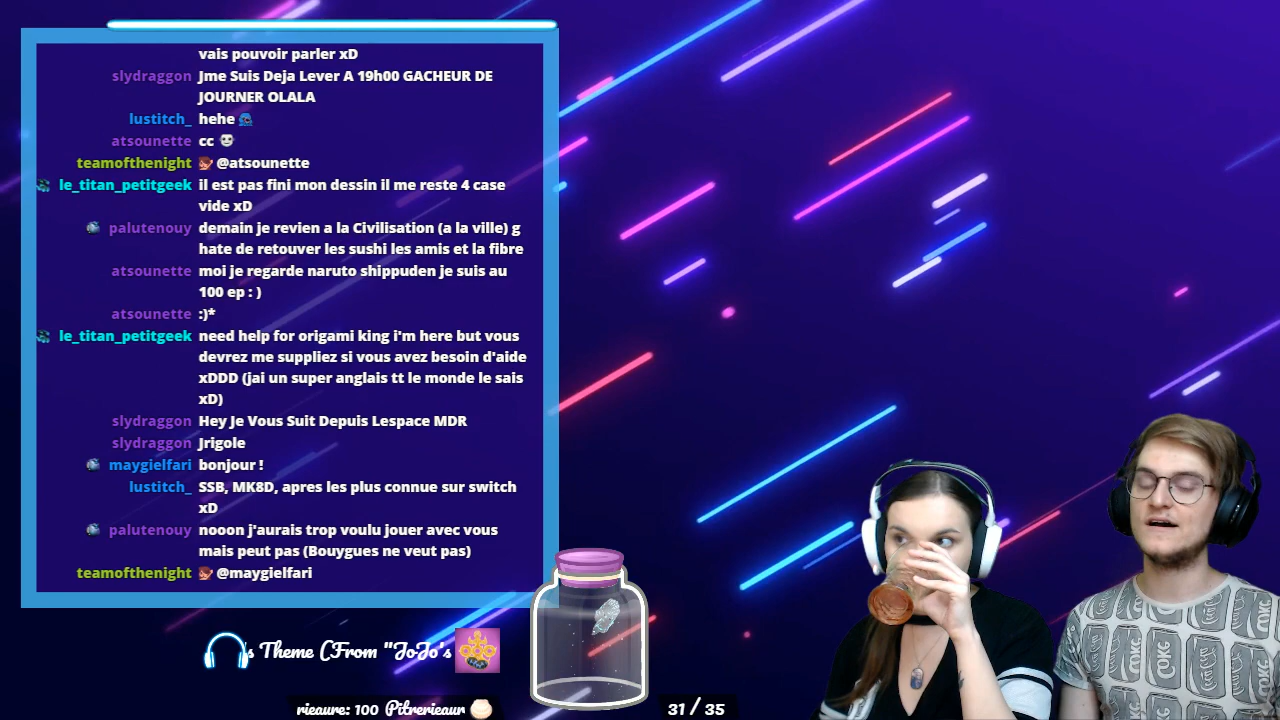 vais pouvoir parler xD
slydraggon Jme Suis Deja Lever A 19h00 GACHEUR DE
JOURNER OLALA
lustitch_ hehe
atsounette cc
teamofthenight @atsounette
le_titan_petitgeek il est pas fini mon dessin il me reste 4 case
vide xD
palutenouy demain je revien a la Civilisation (a la ville) g
hate de retouver les sushi les amis et la fibre
atsounette moi je regarde naruto shippuden je suis au
100 ep : )
atsounette :)*
le_titan_petitgeek need help for origami king i'm here but vous
devrez me suppliez si vous avez besoin d'aide
xDDD (jai un super anglais tt le monde le sais
xD)
slydraggon Hey Je Vous Suit Depuis Lespace MDR
slydraggon Jrigole
maygielfari bonjour !
lustitch_ SSB, MK8D, apres les plus connue sur switch
xD
palutenouy nooon j'aurais trop voulu jouer avec vous
mais peut pas (Bouygues ne veut pas)
teamofthenight @maygielfari
s Theme (From "JoJo's
rieaure: 100 Pitrerieaur
31 / 35
COKE